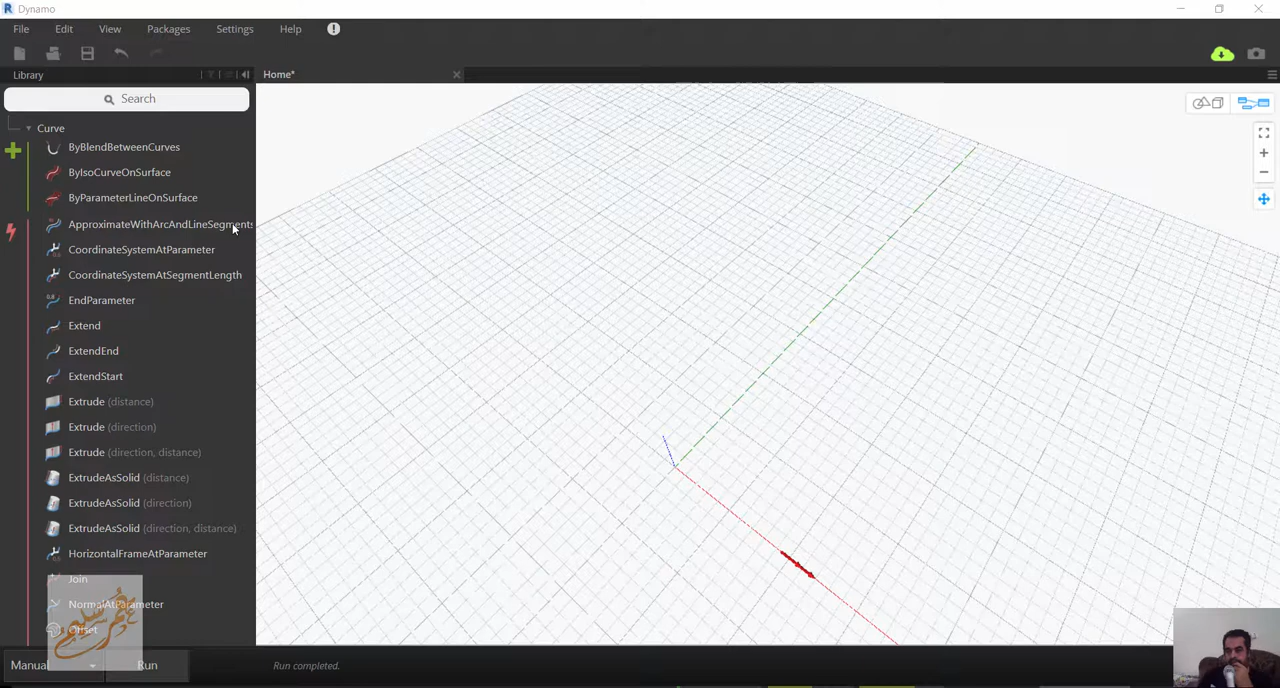 Dynamo
File Edit View Packages Settings Help
Library
Home*
Search
Curve
ByBlendBetweenCurves
ByIsoCurveOnSurface
ByParameterLineOnSurface
ApproximateWithArcAndLineSegments
CoordinateSystemAtParameter
CoordinateSystemAtSegmentLength
EndParameter
Extend
ExtendEnd
ExtendStart
Extrude (distance)
Extrude (direction)
Extrude (direction, distance)
ExtrudeAsSolid (distance)
ExtrudeAsSolid (direction)
ExtrudeAsSolid (direction, distance)
HorizontalFrameAtParameter
Join
NormalAtParameter
Offset
عمر سليم
Manual Run Run completed.